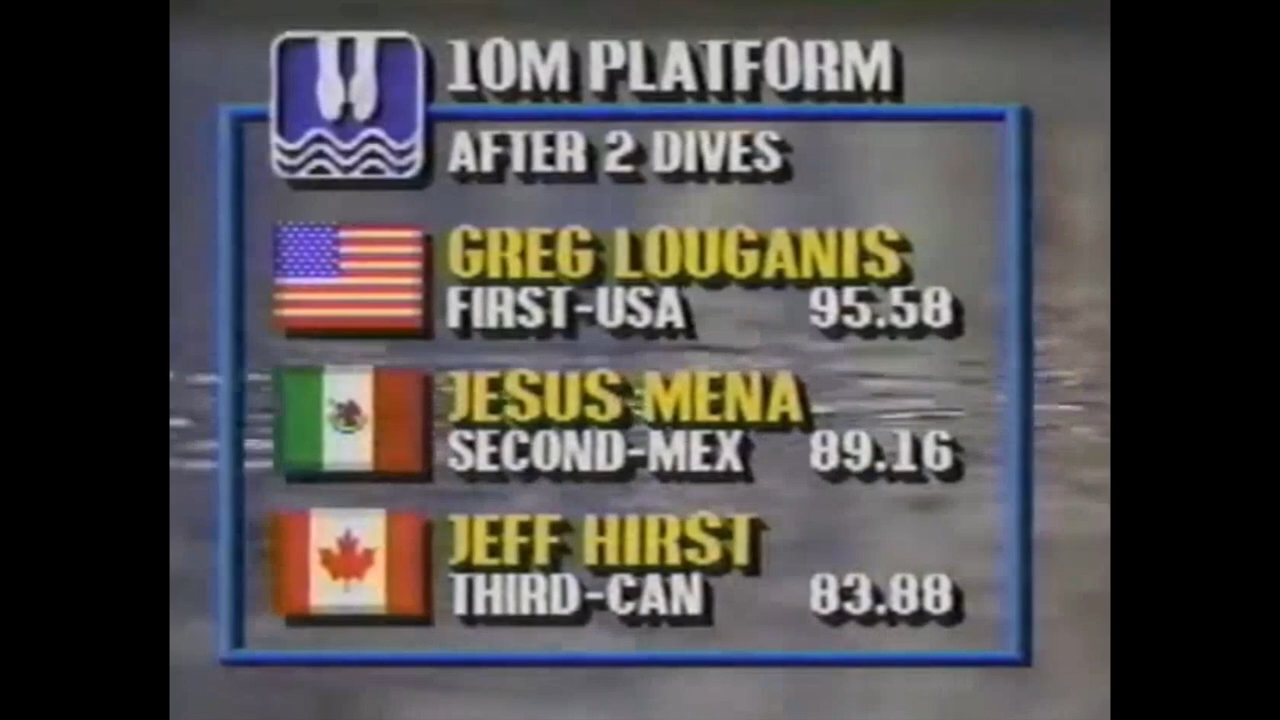 10M PLATFORM
AFTER 2 DIVES
GREG LOUGANIS
FIRST-USA 95.58
JESUS MENA
SECOND-MEX 89.16
JEFF HIRST
THIRD-CAN 83.88